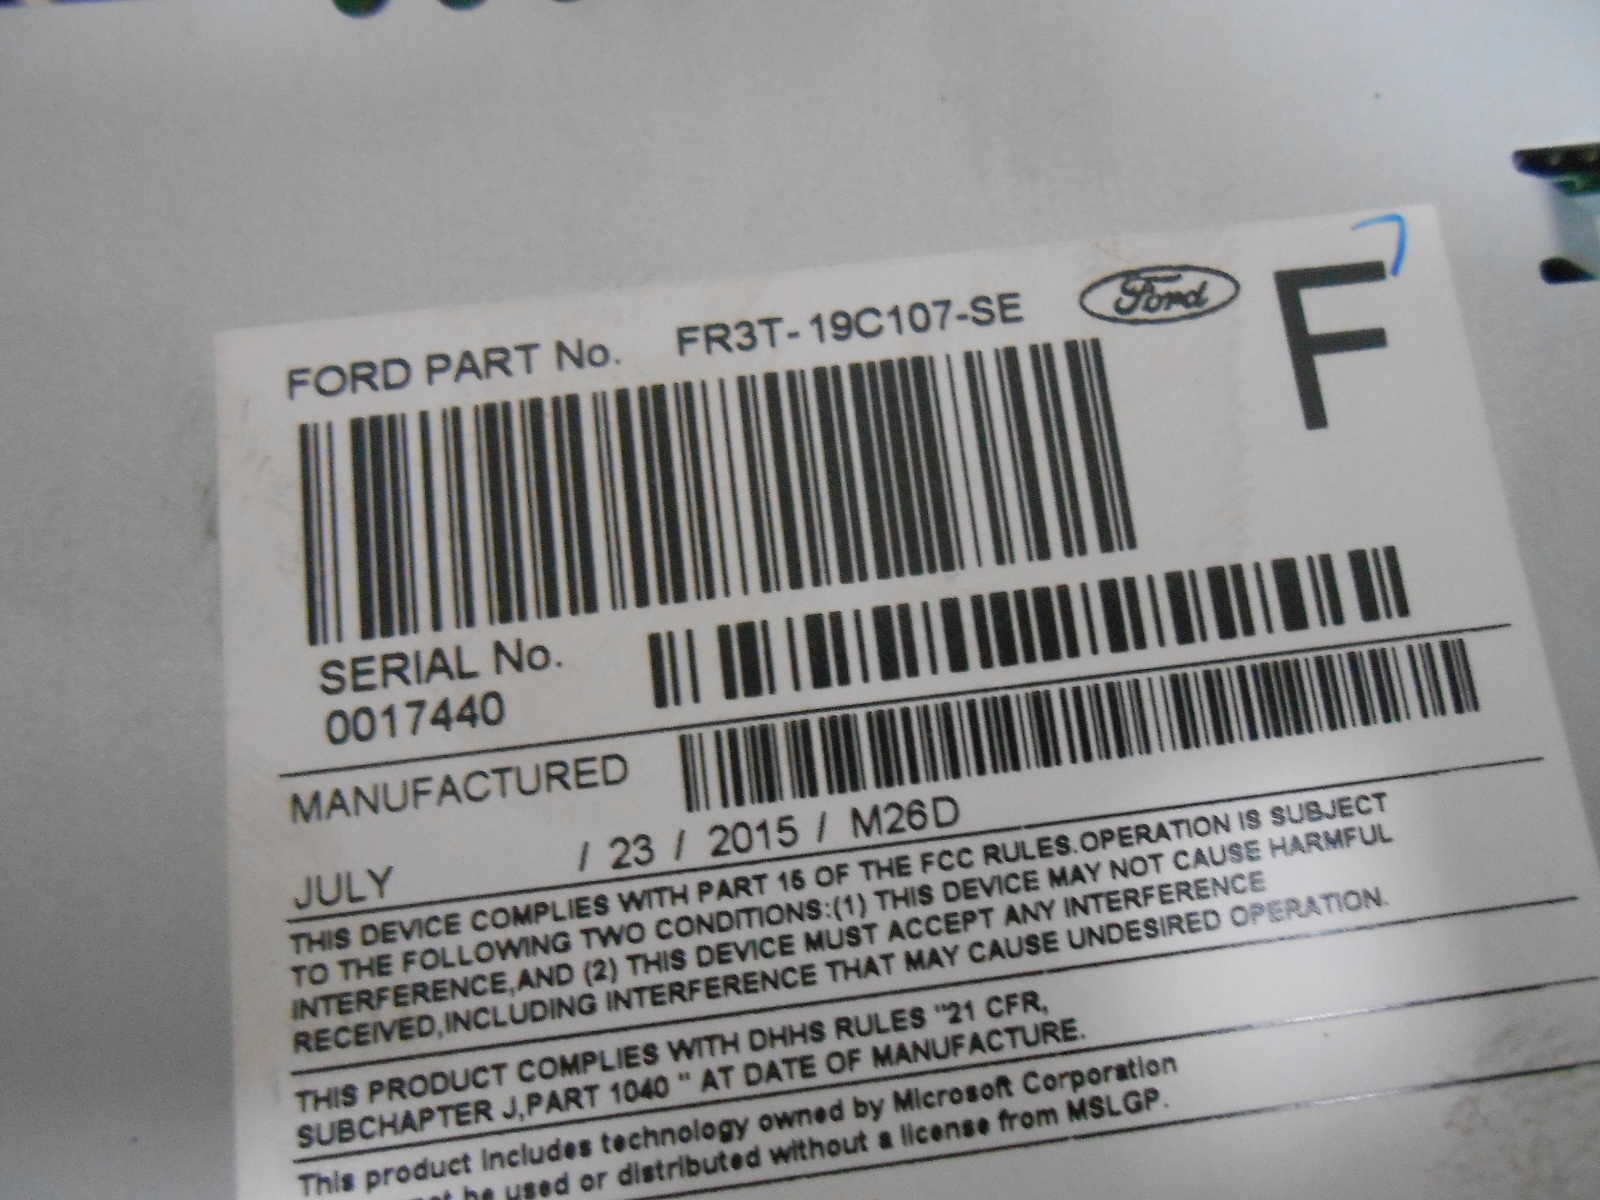 FORD PART No. FR3T-19C107-SE Ford F
SERIAL No.
0017440
MANUFACTURED
JULY / 23 / 2015 / M26D
THIS DEVICE COMPLIES WITH PART 15 OF THE FCC RULES.OPERATION IS SUBJECT
TO THE FOLLOWING TWO CONDITIONS:(1) THIS DEVICE MAY NOT CAUSE HARMFUL
INTERFERENCE,AND (2) THIS DEVICE MUST ACCEPT ANY INTERFERENCE
RECEIVED,INCLUDING INTERFERENCE THAT MAY CAUSE UNDESIRED OPERATION.
THIS PRODUCT COMPLIES WITH DHHS RULES "21 CFR,
SUBCHAPTER J,PART 1040 " AT DATE OF MANUFACTURE.
This product includes technology owned by Microsoft Corporation
be used or distributed without a license from MSLGP.